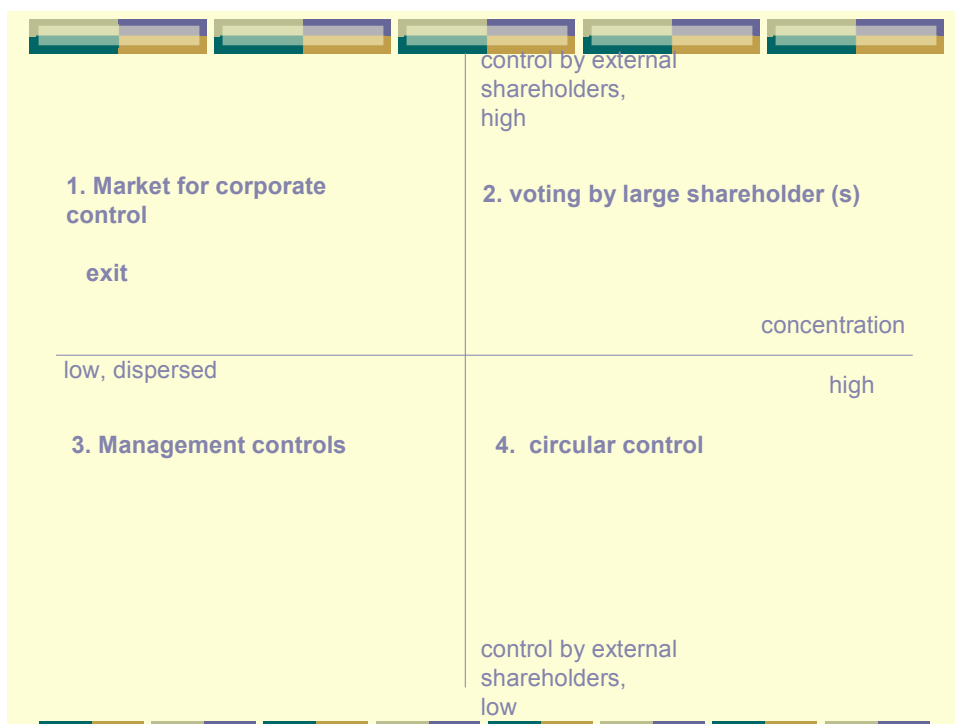 control by external
shareholders,
high
1. Market for corporate
control
2. voting by large shareholder (s)
exit
concentration
low, dispersed
high
3. Management controls
4. circular control
control by external
shareholders,
low